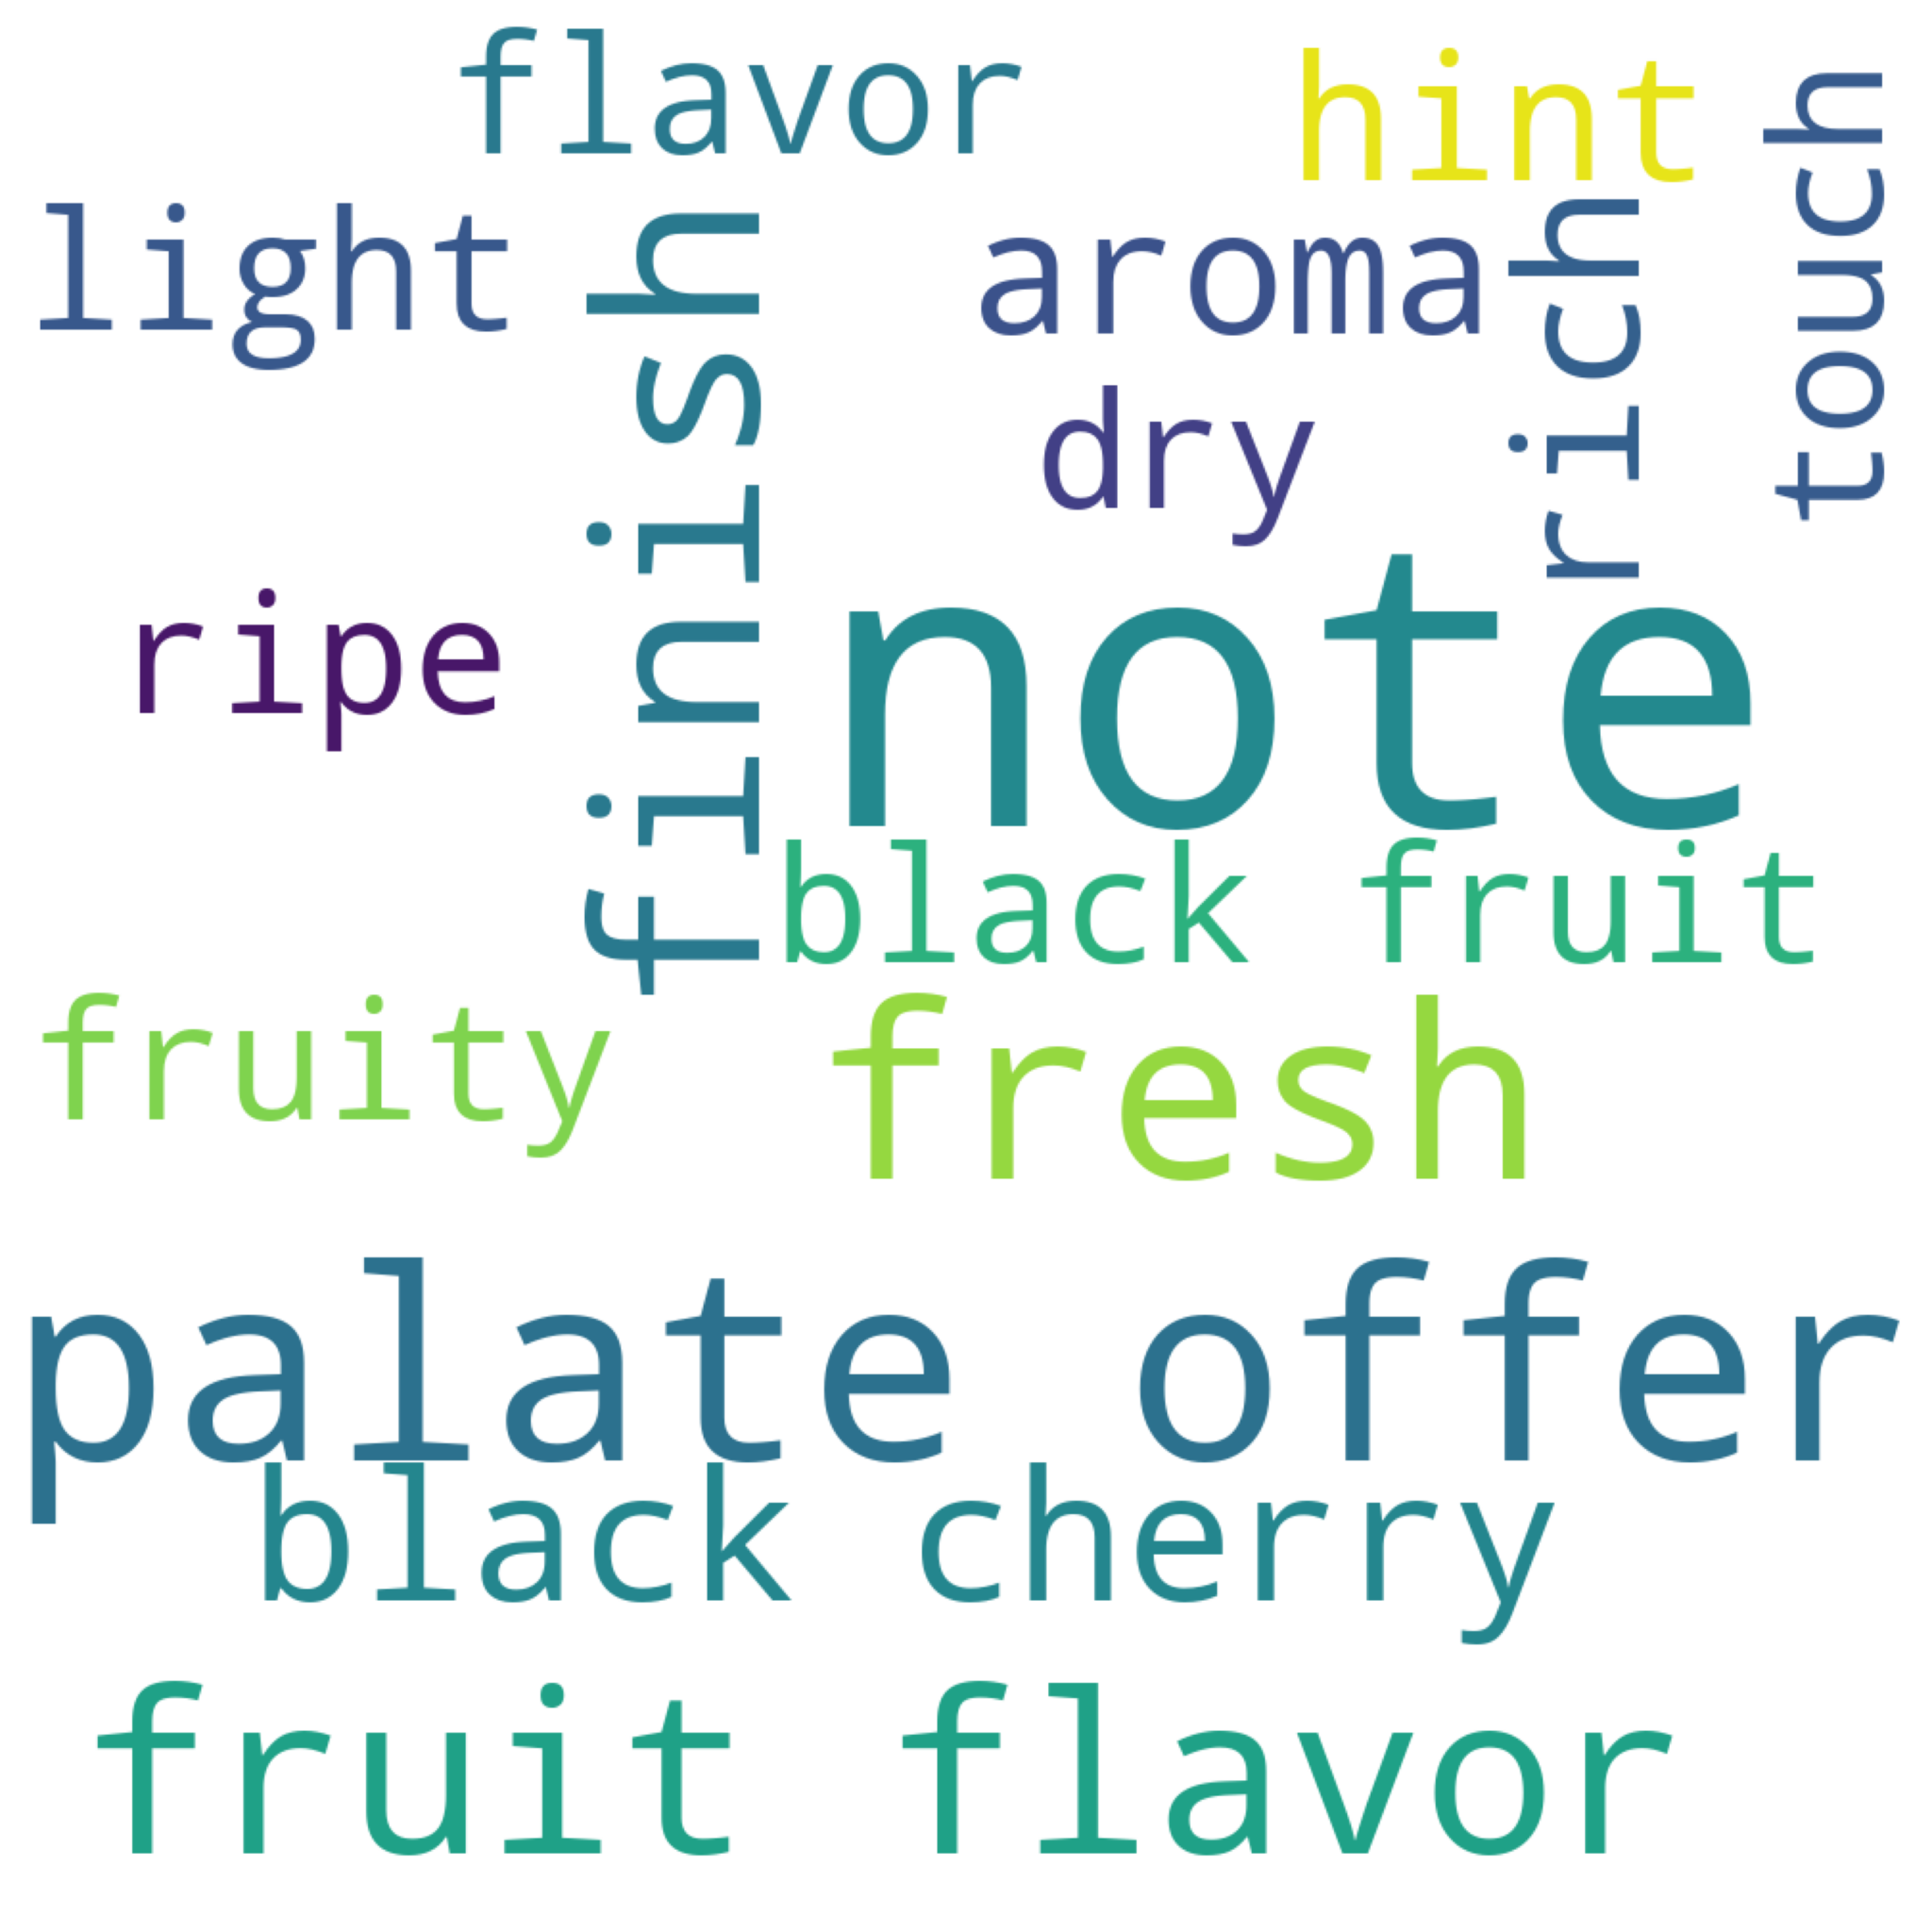 flavor
hint
touch
light
finish
aroma
rich
dry
ripe
note
black fruit
fruity
fresh
palate offer
black cherry
fruit flavor